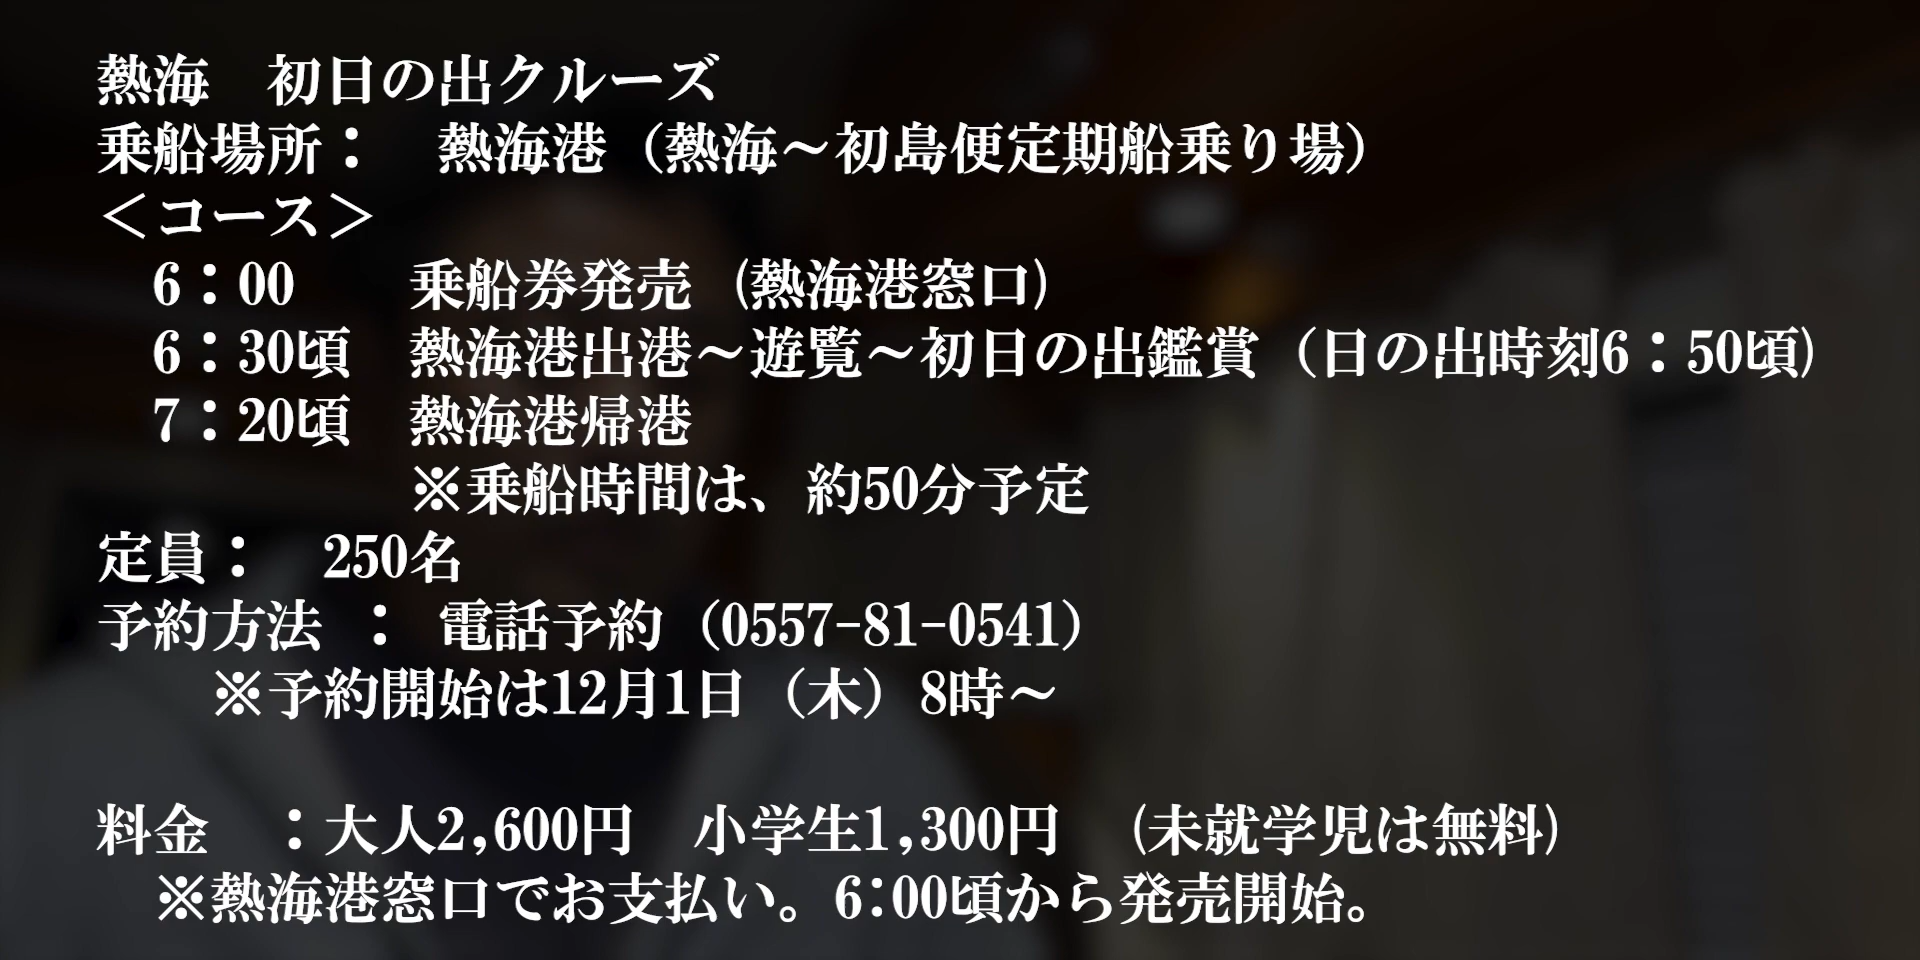 熱海　初日の出クルーズ
乗船場所：　熱海港（熱海～初島便定期船乗り場）
＜コース＞
6：00　　乗船券発売（熱海港窓口）
6：30頃　熱海港出港～遊覧～初日の出鑑賞（日の出時刻6：50頃）
7：20頃　熱海港帰港
※乗船時間は、約50分予定
定員：　250名
予約方法　：　電話予約（0557-81-0541）
※予約開始は12月1日（木）8時～
料金　：大人2,600円　小学生1,300円　（未就学児は無料）
※熱海港窓口でお支払い。6:00頃から発売開始。